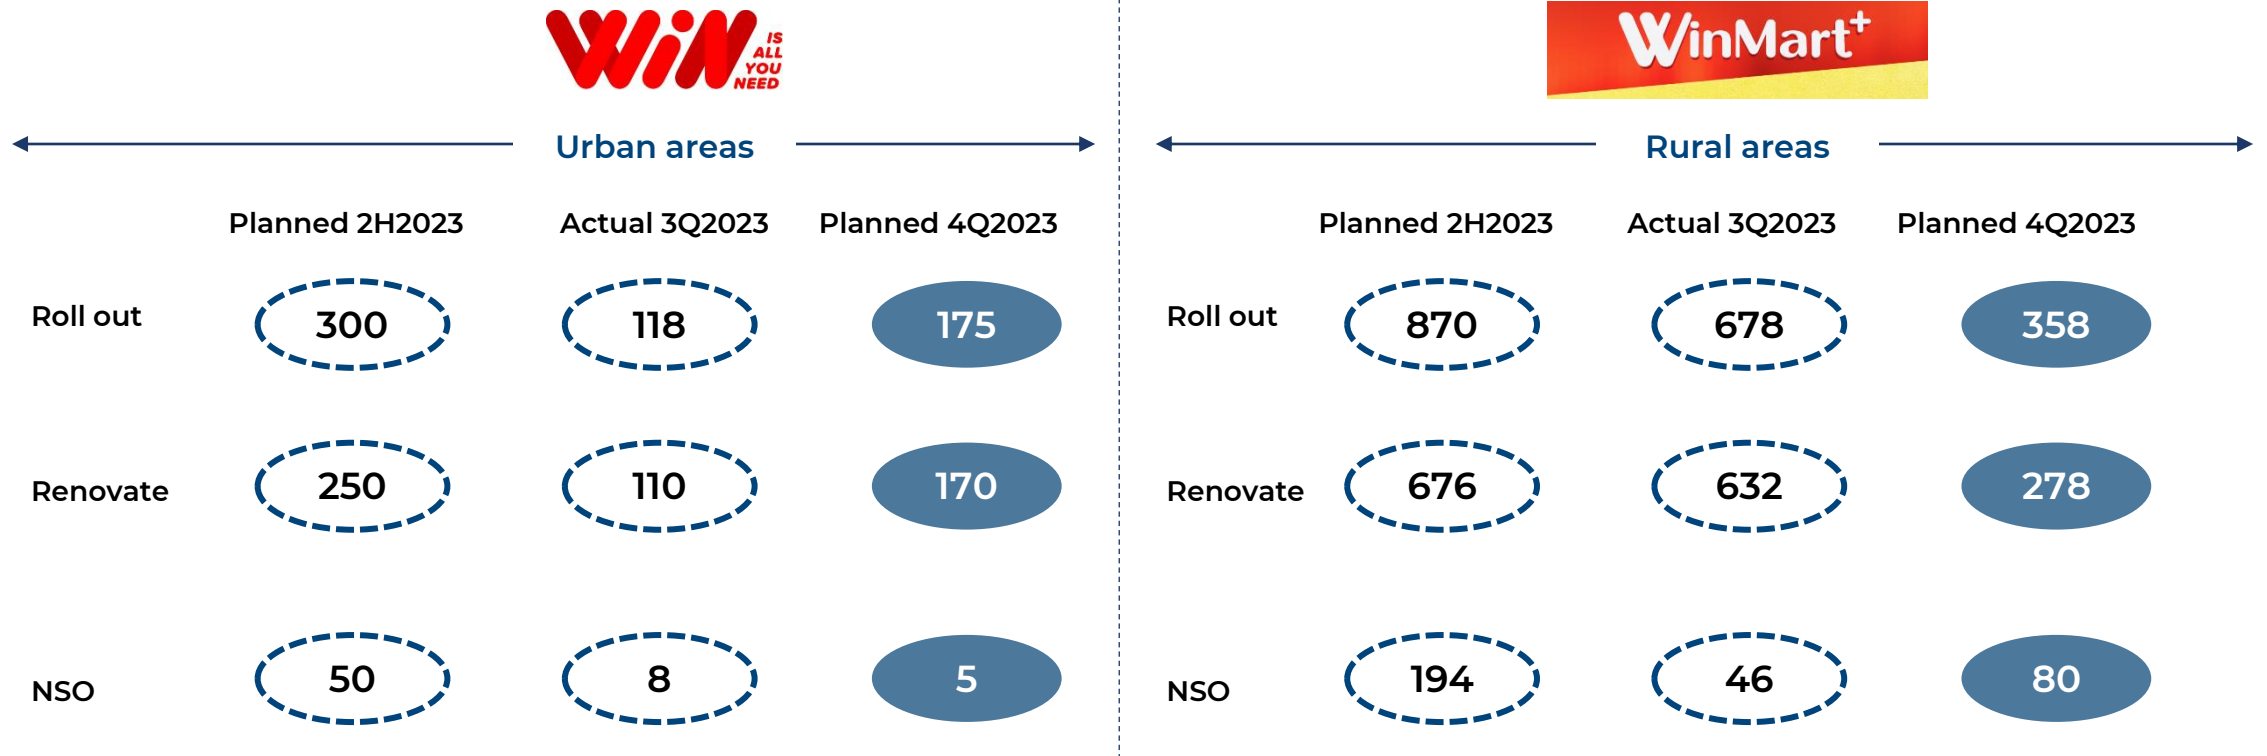 WiN
IS
ALL
YOU
NEED
Urban areas
Planned 2H2023 Actual 3Q2023 Planned 4Q2023
Roll out 300 118 175
Renovate 250 110 170
NSO 50 8 5
WinMart+
Rural areas
Planned 2H2023 Actual 3Q2023 Planned 4Q2023
Roll out 870 678 358
Renovate 676 632 278
NSO 194 46 80